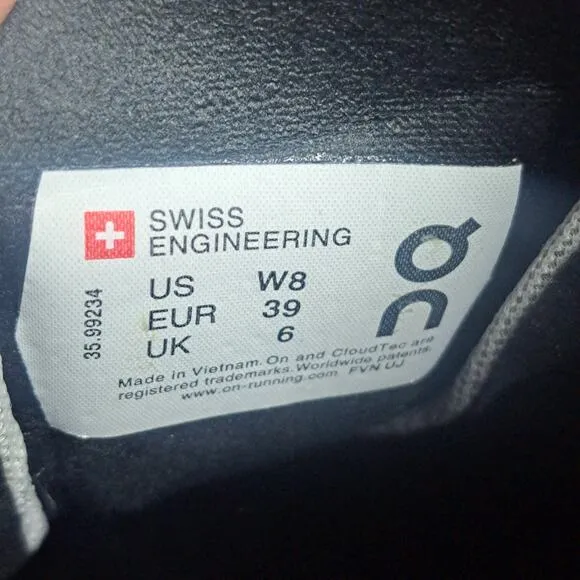 SWISS
ENGINEERING
US W8
EUR 39
UK 6
35.99234
Made in Vietnam. On and CloudTec are
registered trademarks. Worldwide patents.
www.on-running.com FVN UJ
On